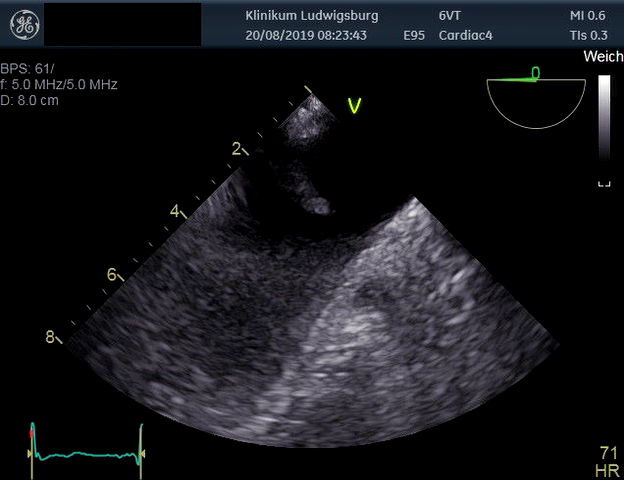 GE
Klinikum Ludwigsburg 6VT MI 0.6
20/08/2019 08:23:43 E95 Cardiac4 TIs 0.3
Weich
BPS: 61/
f: 5.0 MHz/5.0 MHz
D: 8.0 cm
0
V
2
4
6
8
71
HR